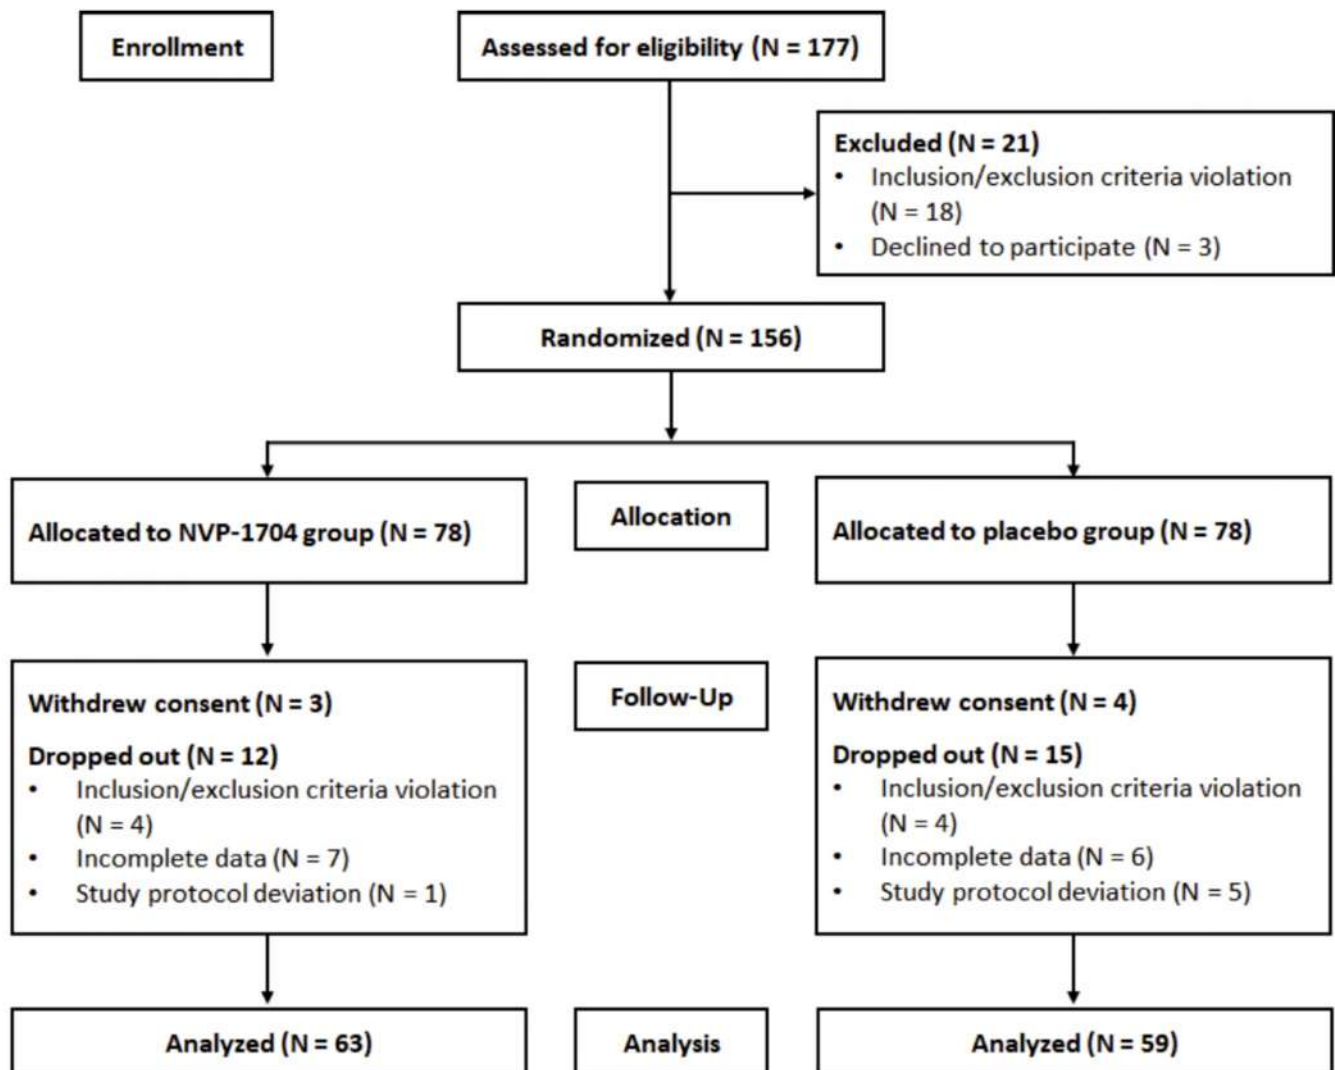 Enrollment
Assessed for eligibility (N = 177)
Excluded (N = 21)
• Inclusion/exclusion criteria violation
(N = 18)
• Declined to participate (N = 3)
Randomized (N = 156)
Allocated to NVP-1704 group (N = 78)
Allocation
Allocated to placebo group (N = 78)
Withdrew consent (N = 3)
Dropped out (N = 12)
• Inclusion/exclusion criteria violation
(N = 4)
• Incomplete data (N = 7)
• Study protocol deviation (N = 1)
Follow-Up
Withdrew consent (N = 4)
Dropped out (N = 15)
• Inclusion/exclusion criteria violation
(N = 4)
• Incomplete data (N = 6)
• Study protocol deviation (N = 5)
Analyzed (N = 63)
Analysis
Analyzed (N = 59)